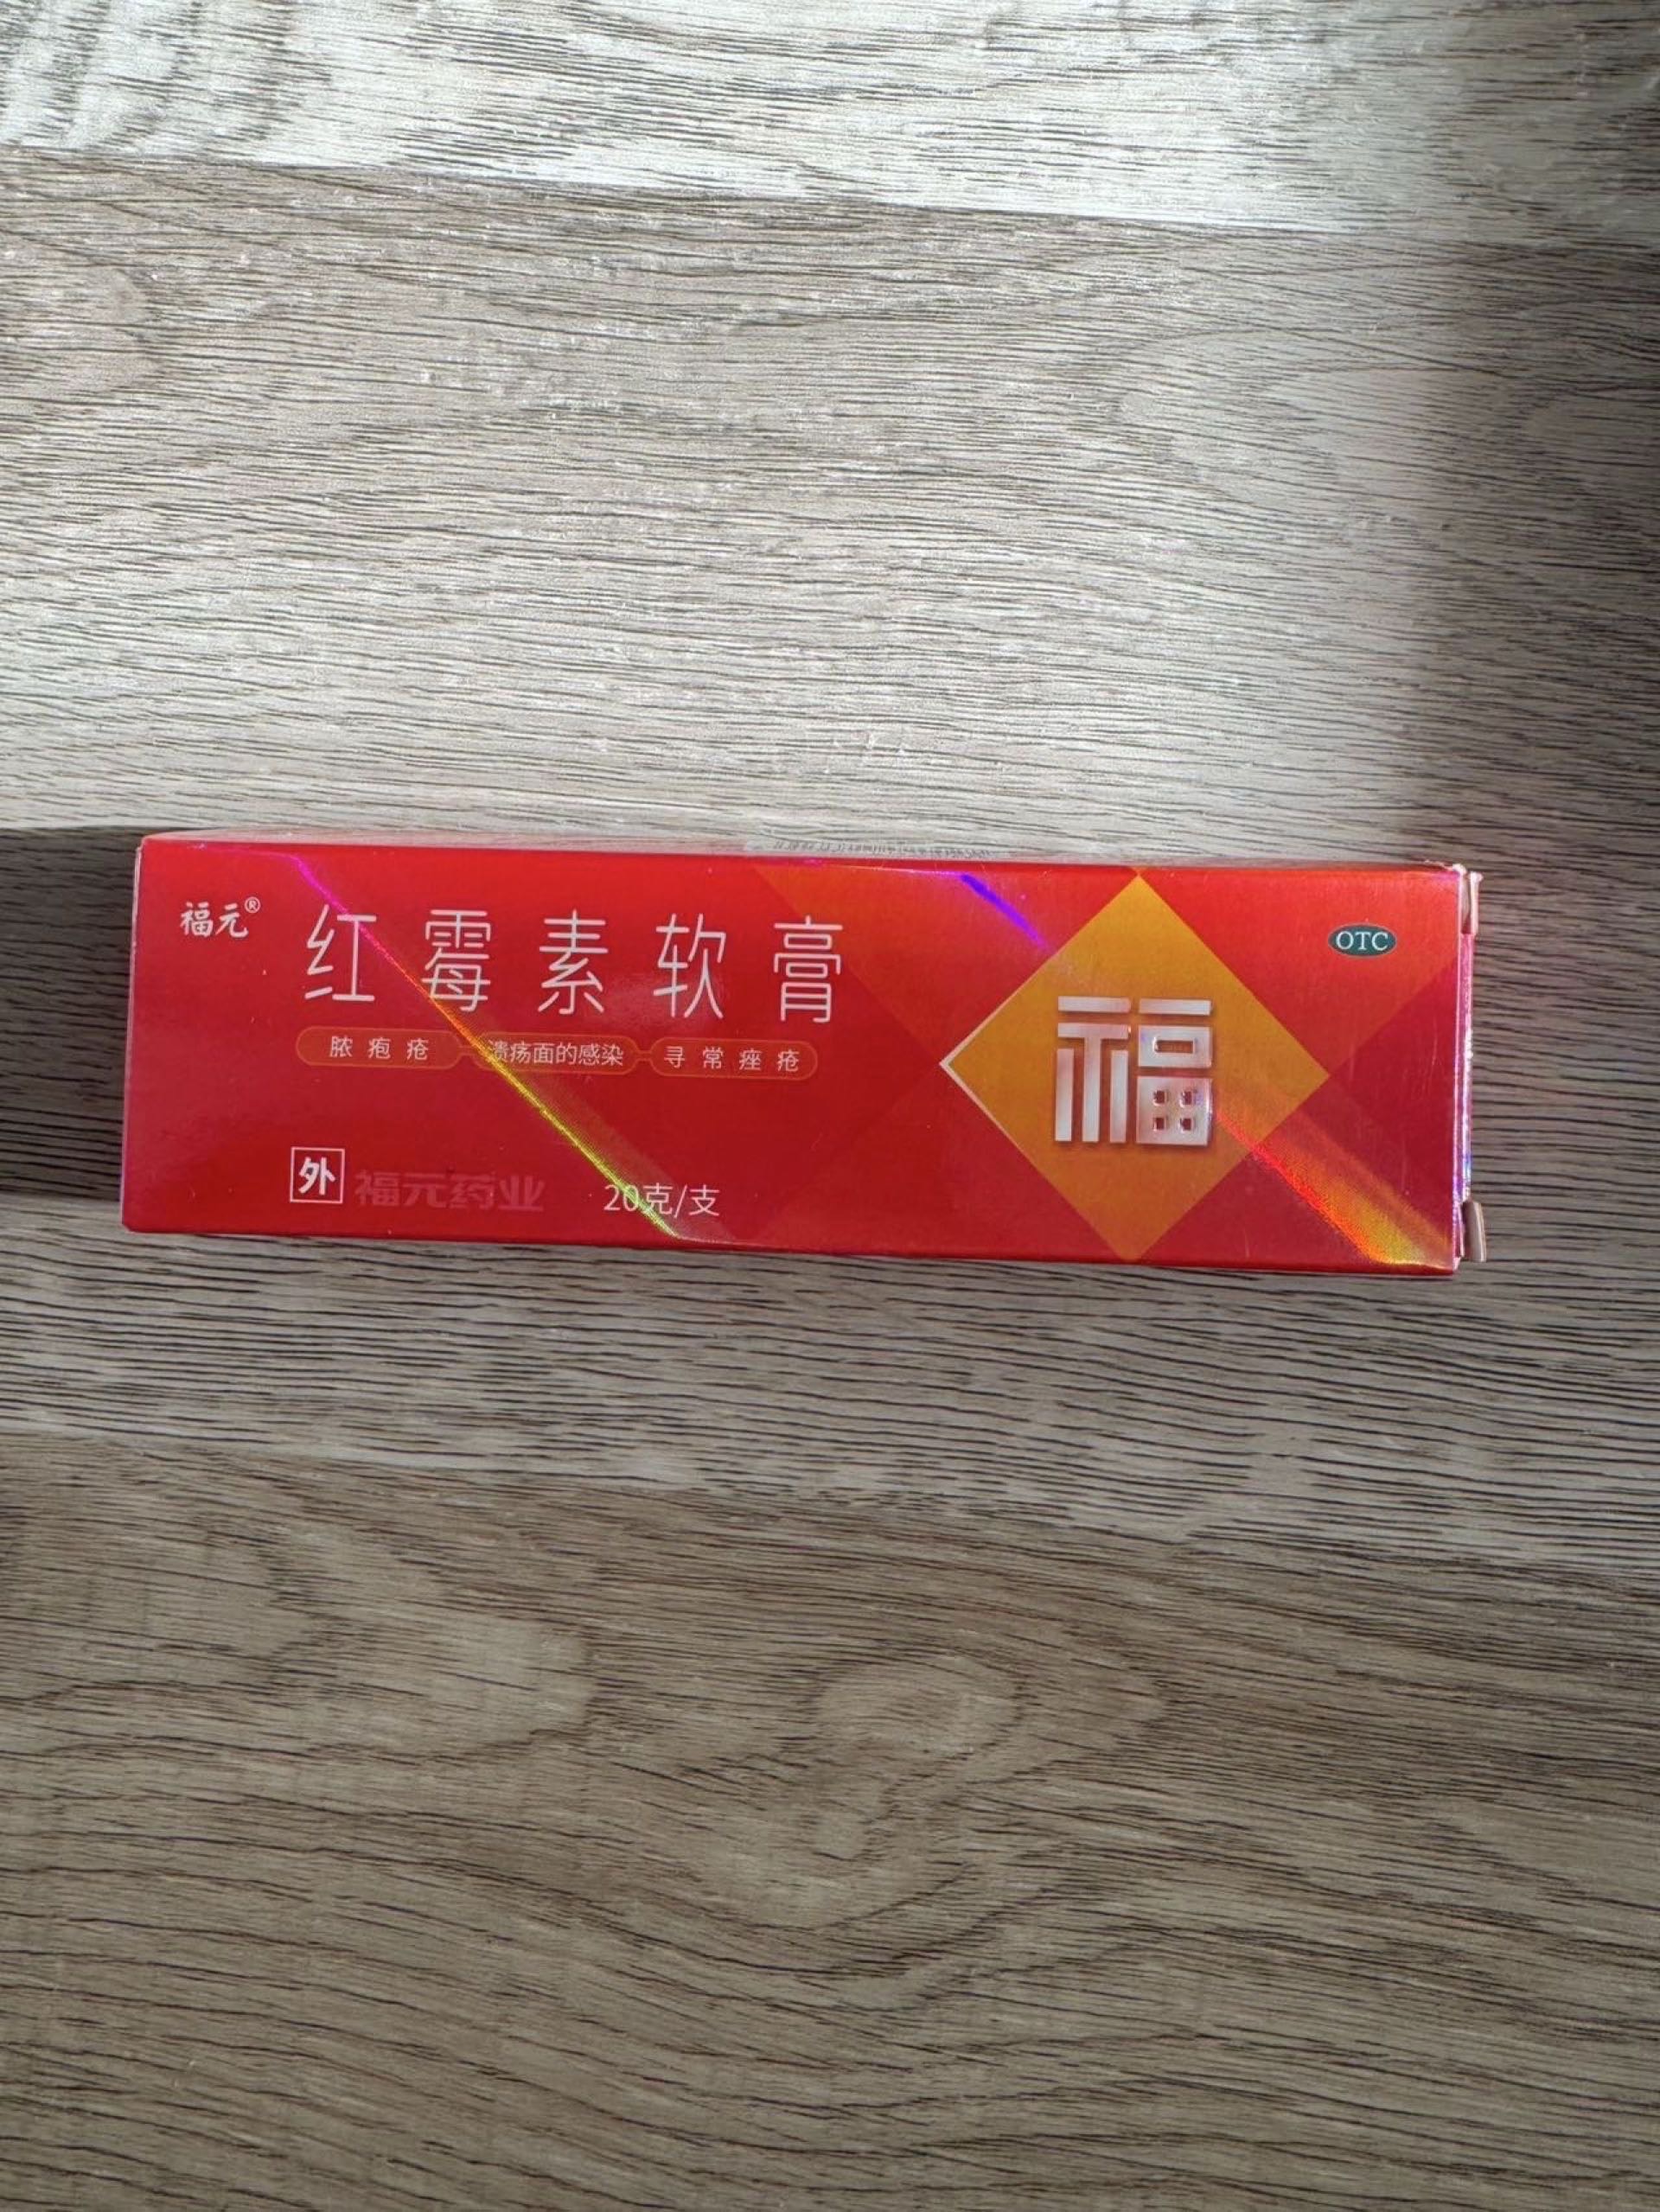 福元®
红霉素软膏
脓疱疮 溃疡面的感染 寻常痤疮
外 福元药业 20克/支
福
OTC